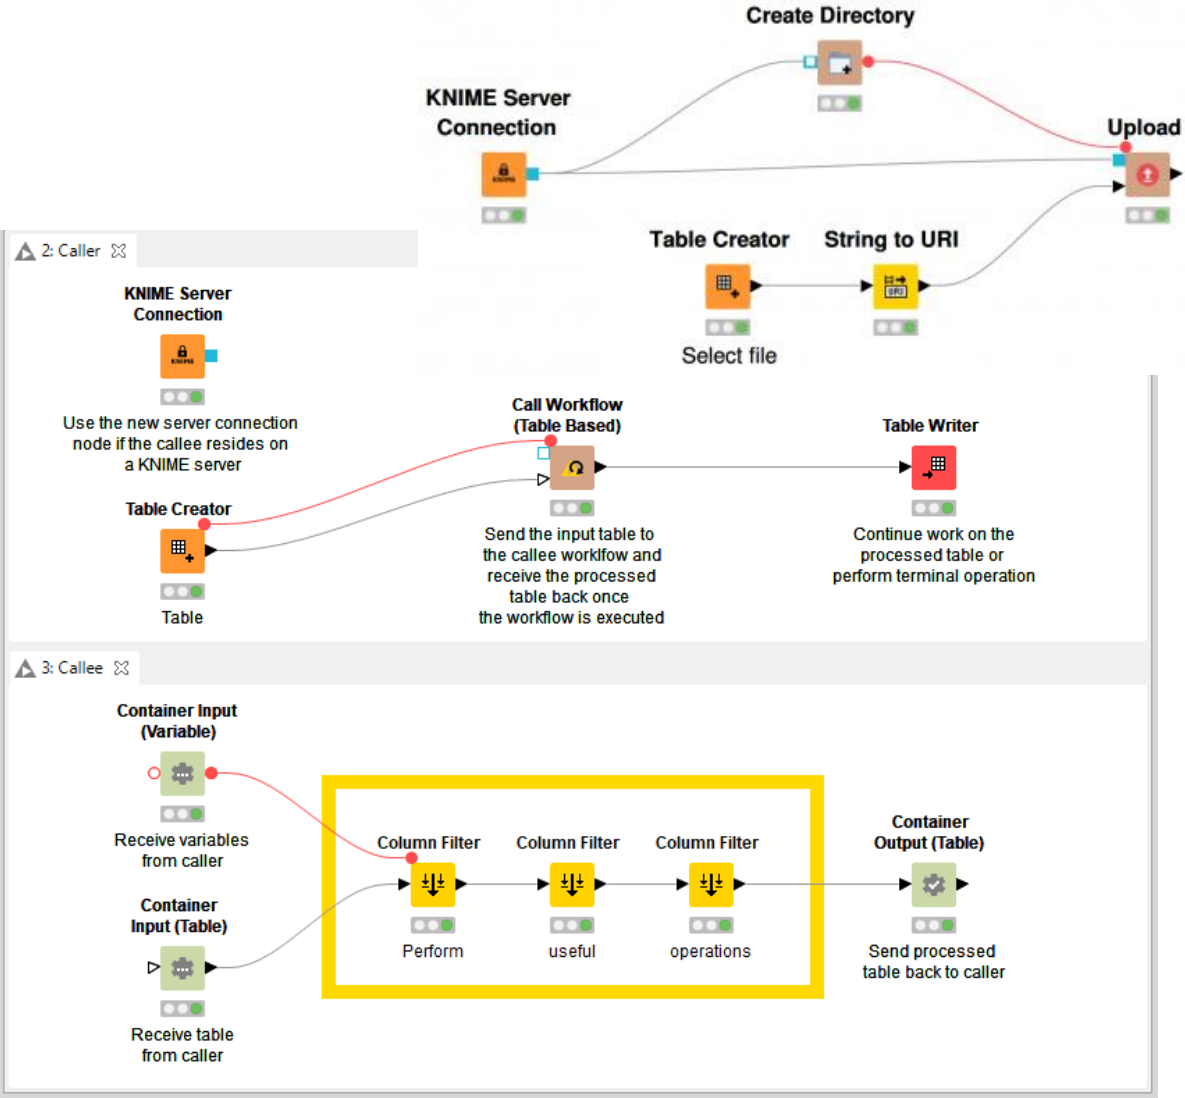 Create Directory
KNIME Server
Connection
KNIME
Upload
Table Creator
String to URI
URI
Select file
2: Caller
KNIME Server
Connection
KNIME
Use the new server connection
node if the callee resides on
a KNIME server
Call Workflow
(Table Based)
Table Writer
Table Creator
Send the input table to
the callee worklfow and
receive the processed
table back once
the workflow is executed
Continue work on the
processed table or
perform terminal operation
Table
3: Callee
Container Input
(Variable)
Receive variables
from caller
Column Filter
Column Filter
Column Filter
Container
Output (Table)
Container
Input (Table)
Perform
useful
operations
Send processed
table back to caller
Receive table
from caller